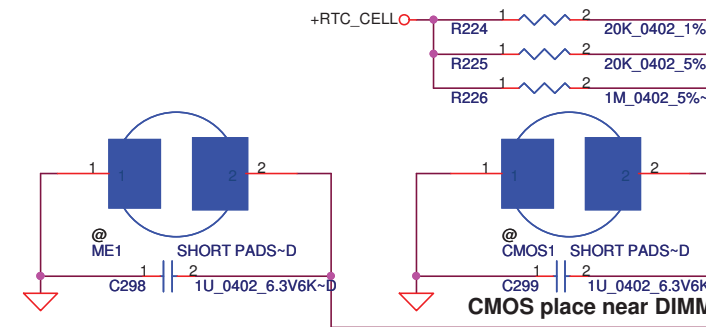 +RTC_CELL
1 2
R224 20K_0402_1%
1 2
R225 20K_0402_5%
1 2
R226 1M_0402_5%~
1 1 2 2
1 1 2 2
@
ME1 SHORT PADS~D
@
CMOS1 SHORT PADS~D
1 2
C298 1U_0402_6.3V6K~D
1 2
C299 1U_0402_6.3V6K
CMOS place near DIMM